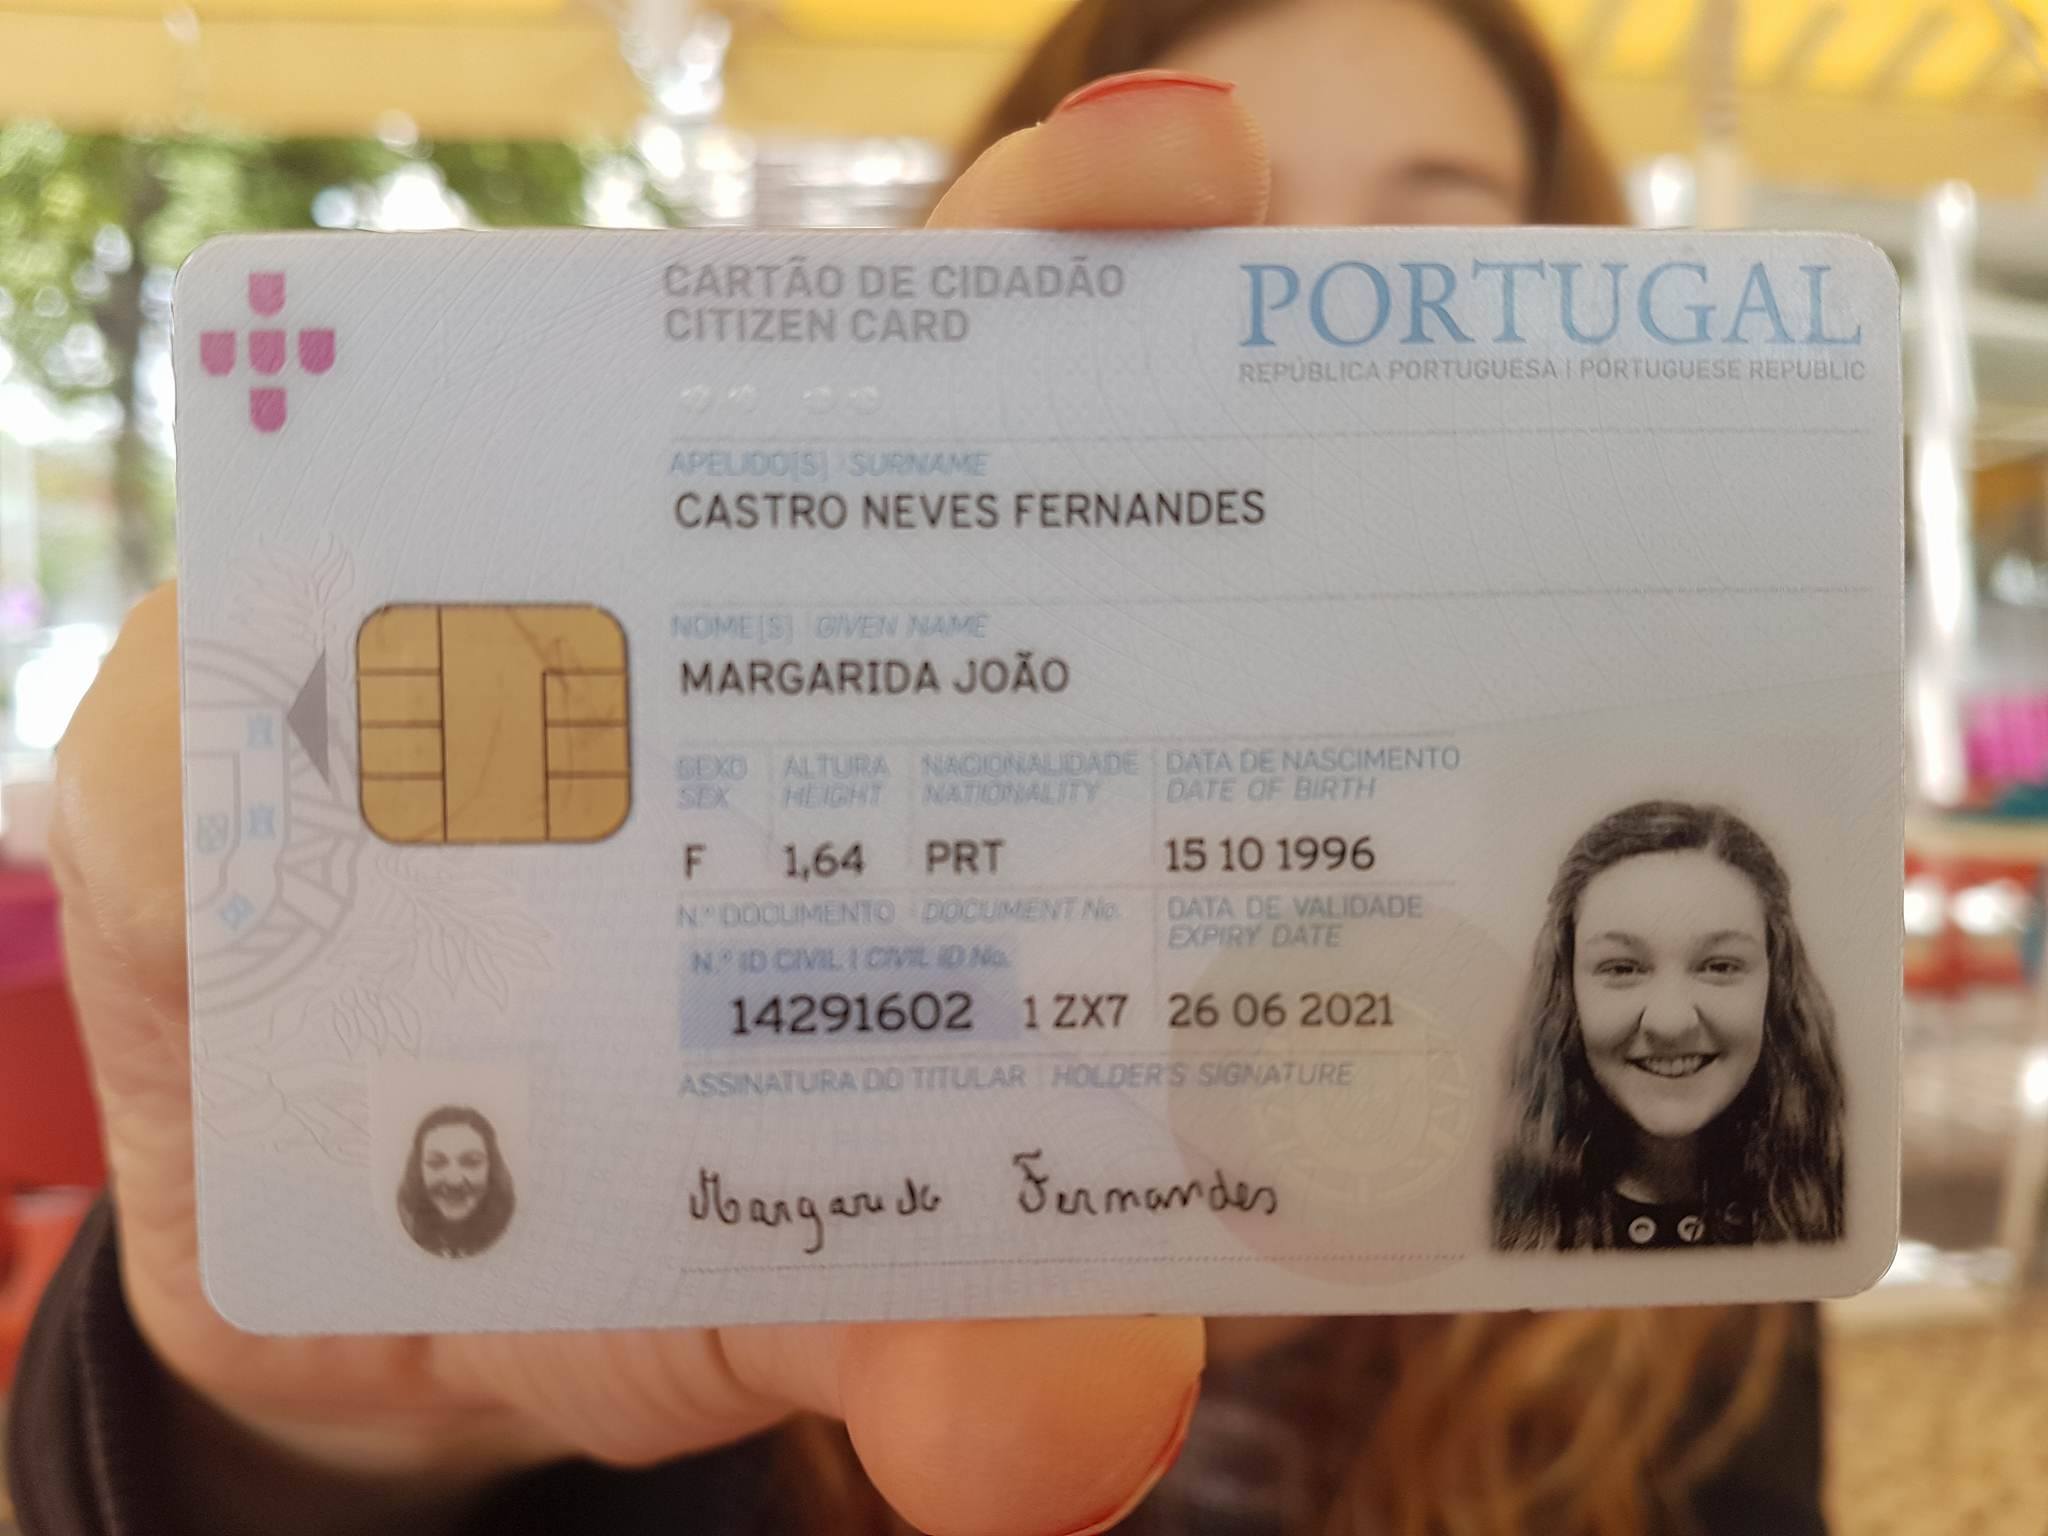 CARTÃO DE CIDADÃO
CITIZEN CARD
PORTUGAL
REPÚBLICA PORTUGUESA | PORTUGUESE REPUBLIC
APELIDO[S] | SURNAME
CASTRO NEVES FERNANDES
NOME[S] | GIVEN NAME
MARGARIDA JOÃO
SEXO ALTURA NACIONALIDADE DATA DE NASCIMENTO
SEX HEIGHT NATIONALITY DATE OF BIRTH
F 1,64 PRT 15 10 1996
N.º DOCUMENTO | DOCUMENT No. DATA DE VALIDADE
EXPIRY DATE
N.º ID CIVIL | CIVIL ID No.
14291602 1 ZX7 26 06 2021
ASSINATURA DO TITULAR | HOLDER'S SIGNATURE
Margarida Fernandes